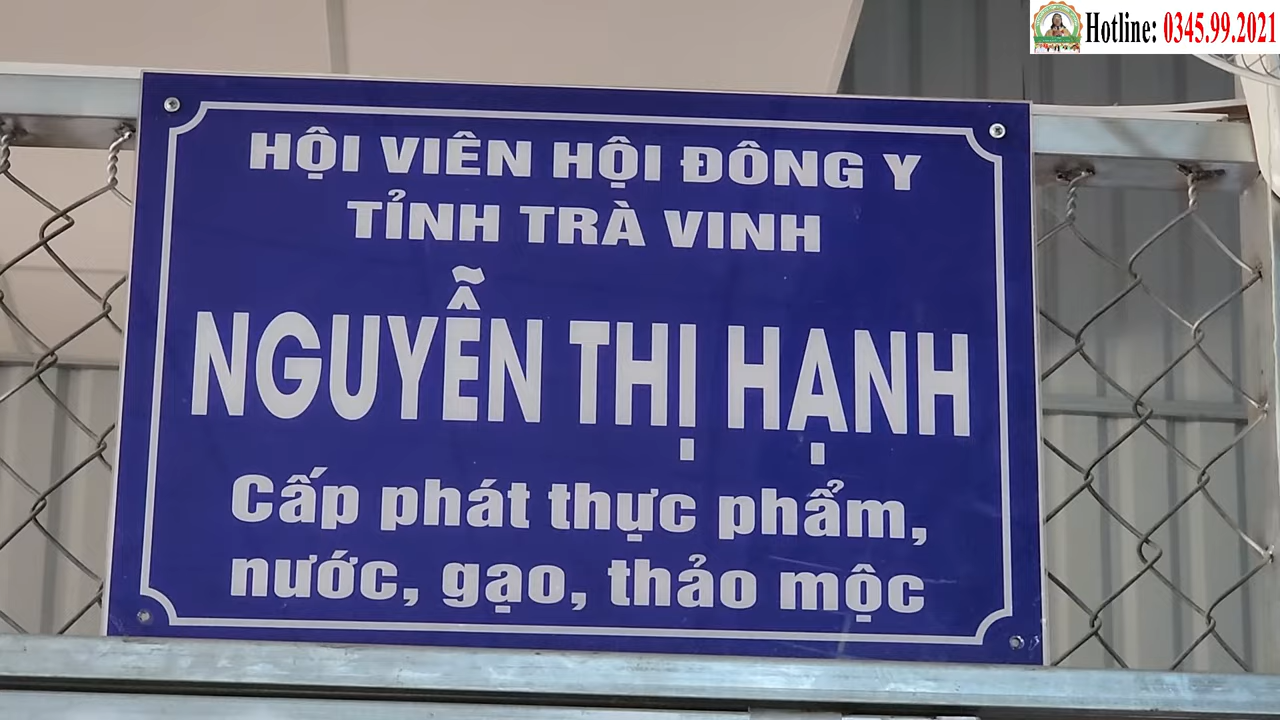 Hotline: 0345.99.2021
HỘI VIÊN HỘI ĐÔNG Y
TỈNH TRÀ VINH
NGUYỄN THỊ HẠNH
Cấp phát thực phẩm,
nước, gạo, thảo mộc